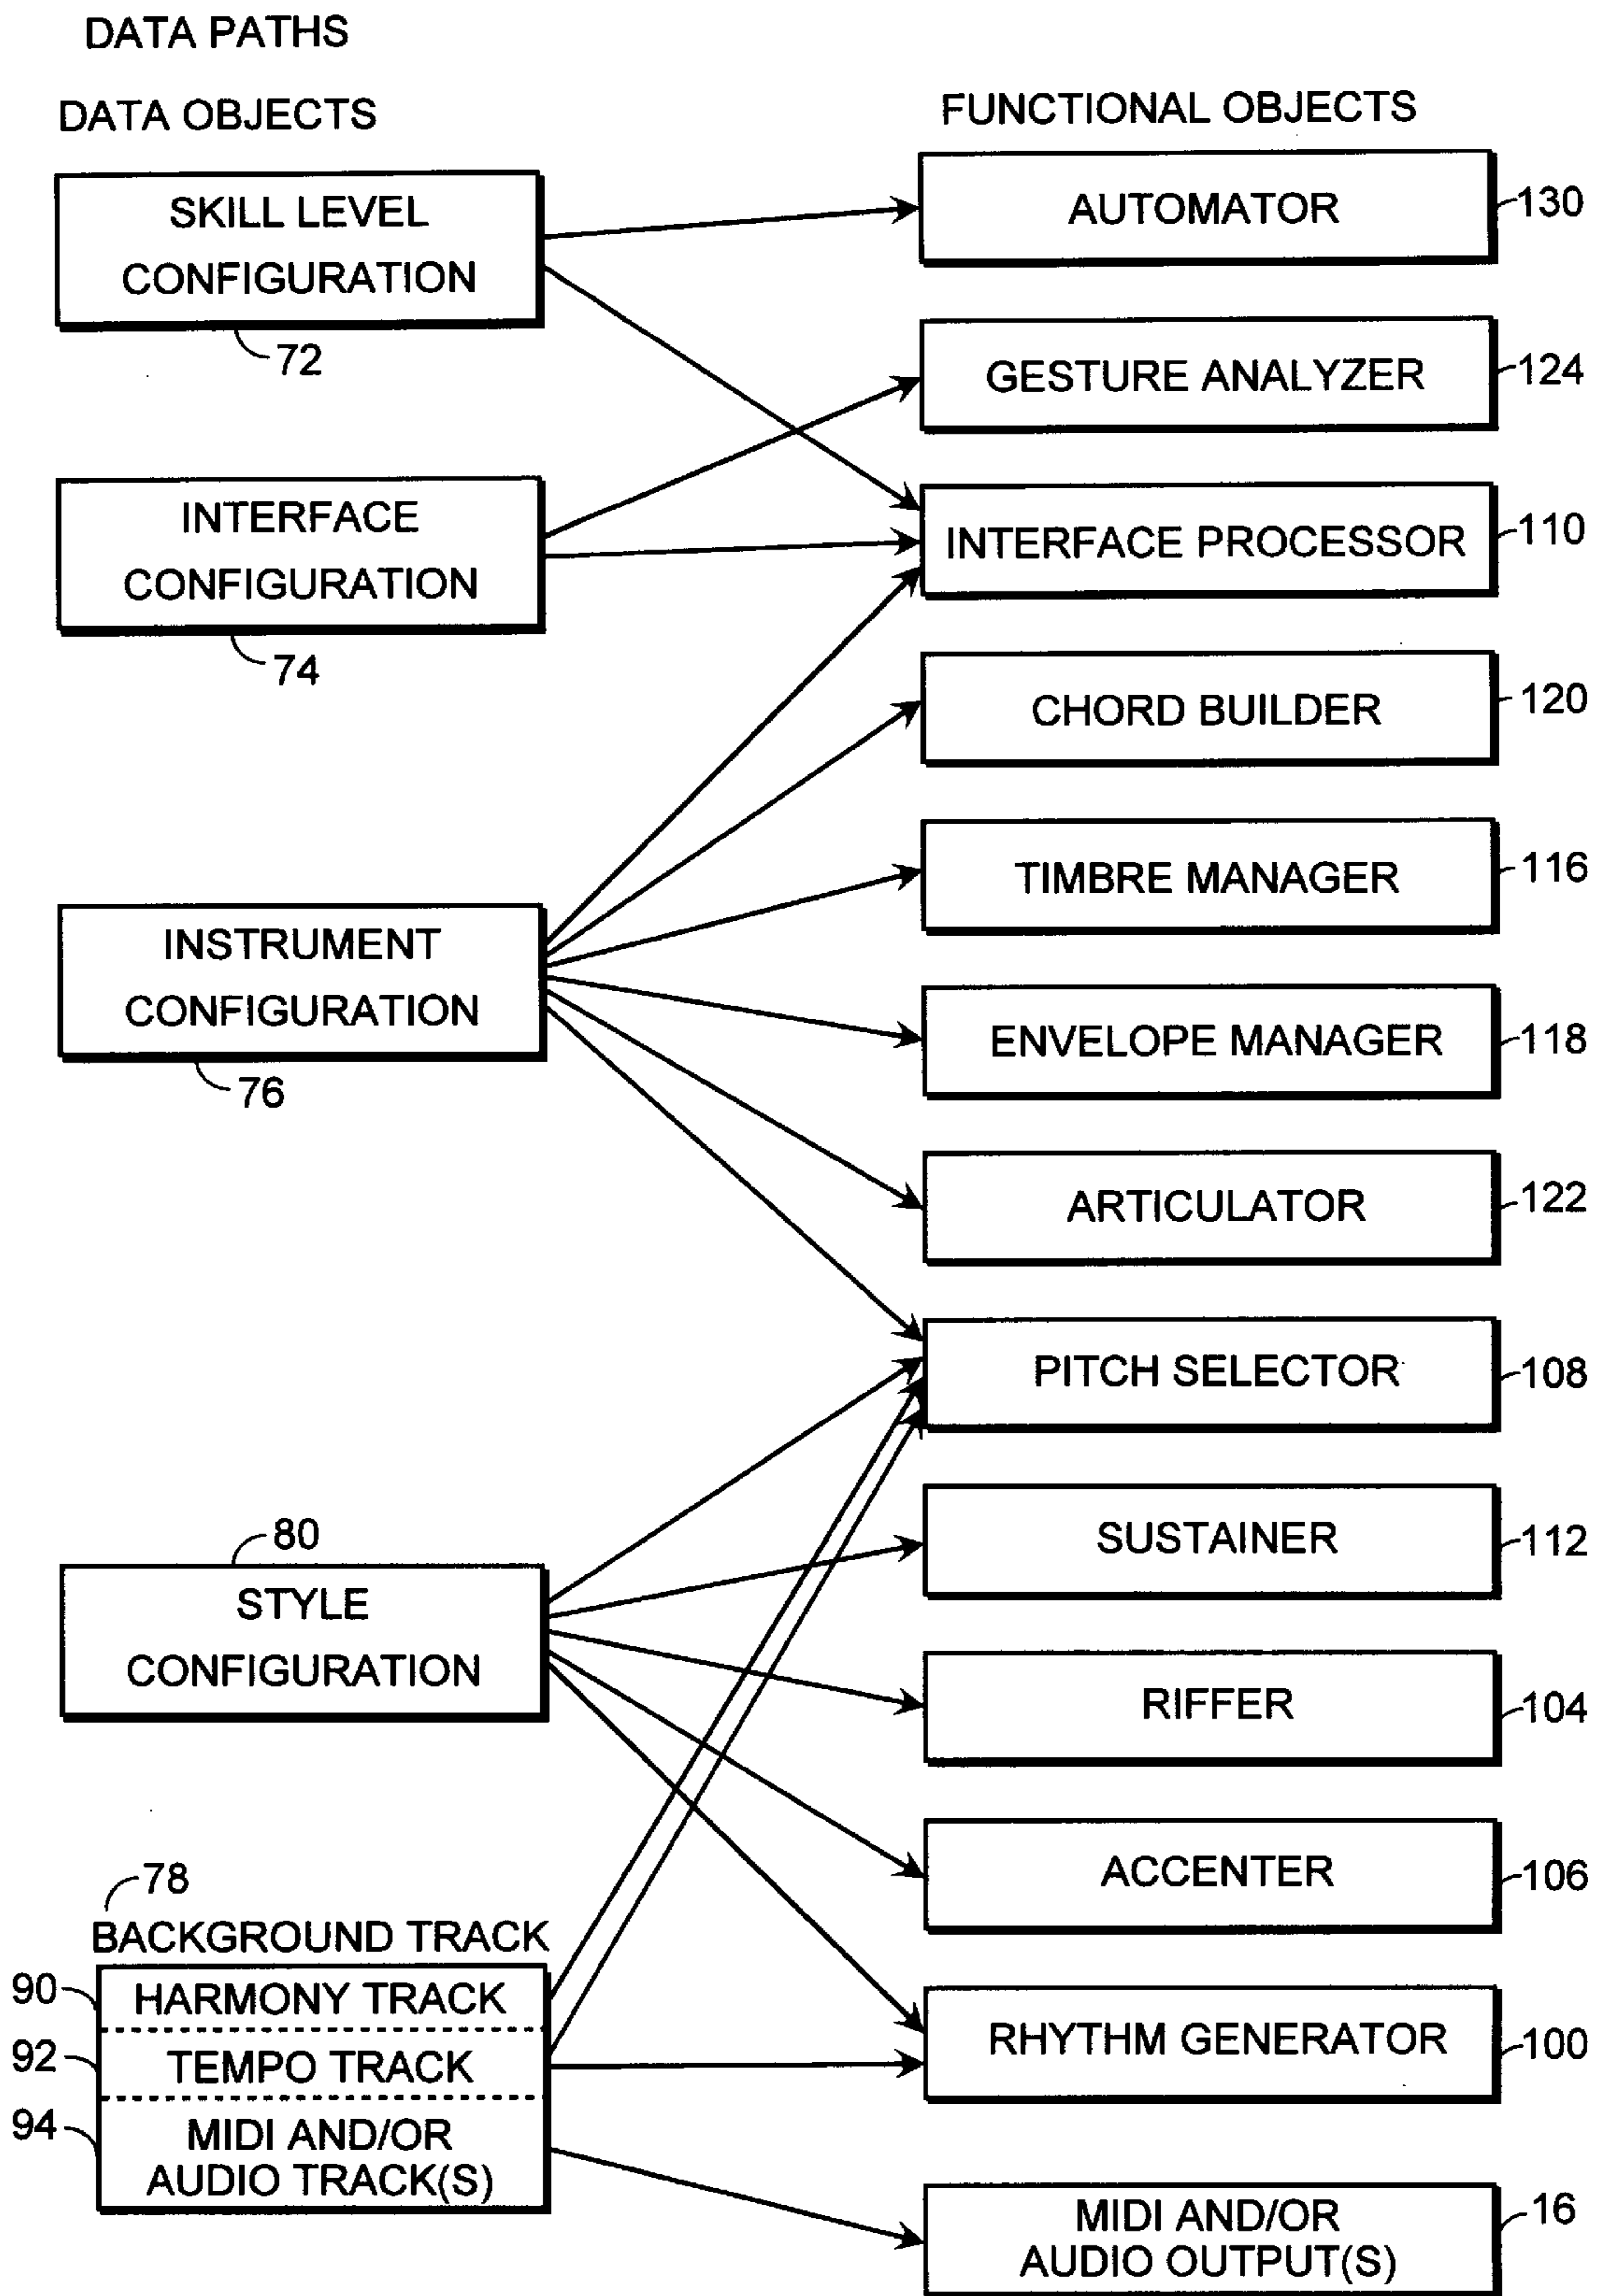 DATA PATHS
DATA OBJECTS
FUNCTIONAL OBJECTS
SKILL LEVEL
CONFIGURATION
72
INTERFACE
CONFIGURATION
74
INSTRUMENT
CONFIGURATION
76
80
STYLE
CONFIGURATION
78
BACKGROUND TRACK
90
HARMONY TRACK
92
TEMPO TRACK
94
MIDI AND/OR
AUDIO TRACK(S)
AUTOMATOR
130
GESTURE ANALYZER
124
INTERFACE PROCESSOR
110
CHORD BUILDER
120
TIMBRE MANAGER
116
ENVELOPE MANAGER
118
ARTICULATOR
122
PITCH SELECTOR
108
SUSTAINER
112
RIFFER
104
ACCENTER
106
RHYTHM GENERATOR
100
MIDI AND/OR
AUDIO OUTPUT(S)
16